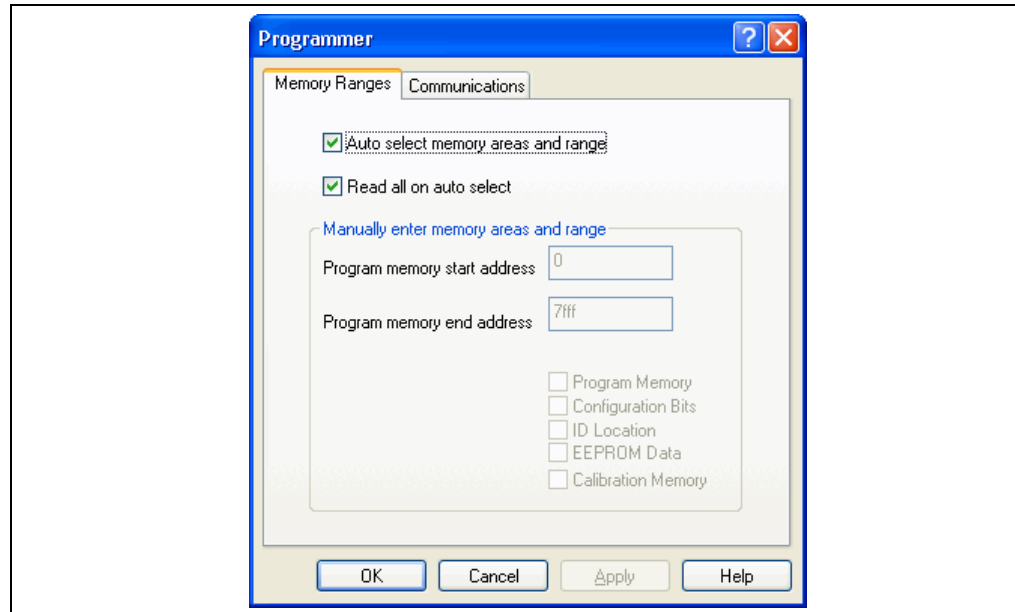 Programmer
Memory Ranges Communications
Auto select memory areas and range
Read all on auto select
Manually enter memory areas and range
Program memory start address 0
Program memory end address 7fff
Program Memory
Configuration Bits
ID Location
EEPROM Data
Calibration Memory
OK Cancel Apply Help